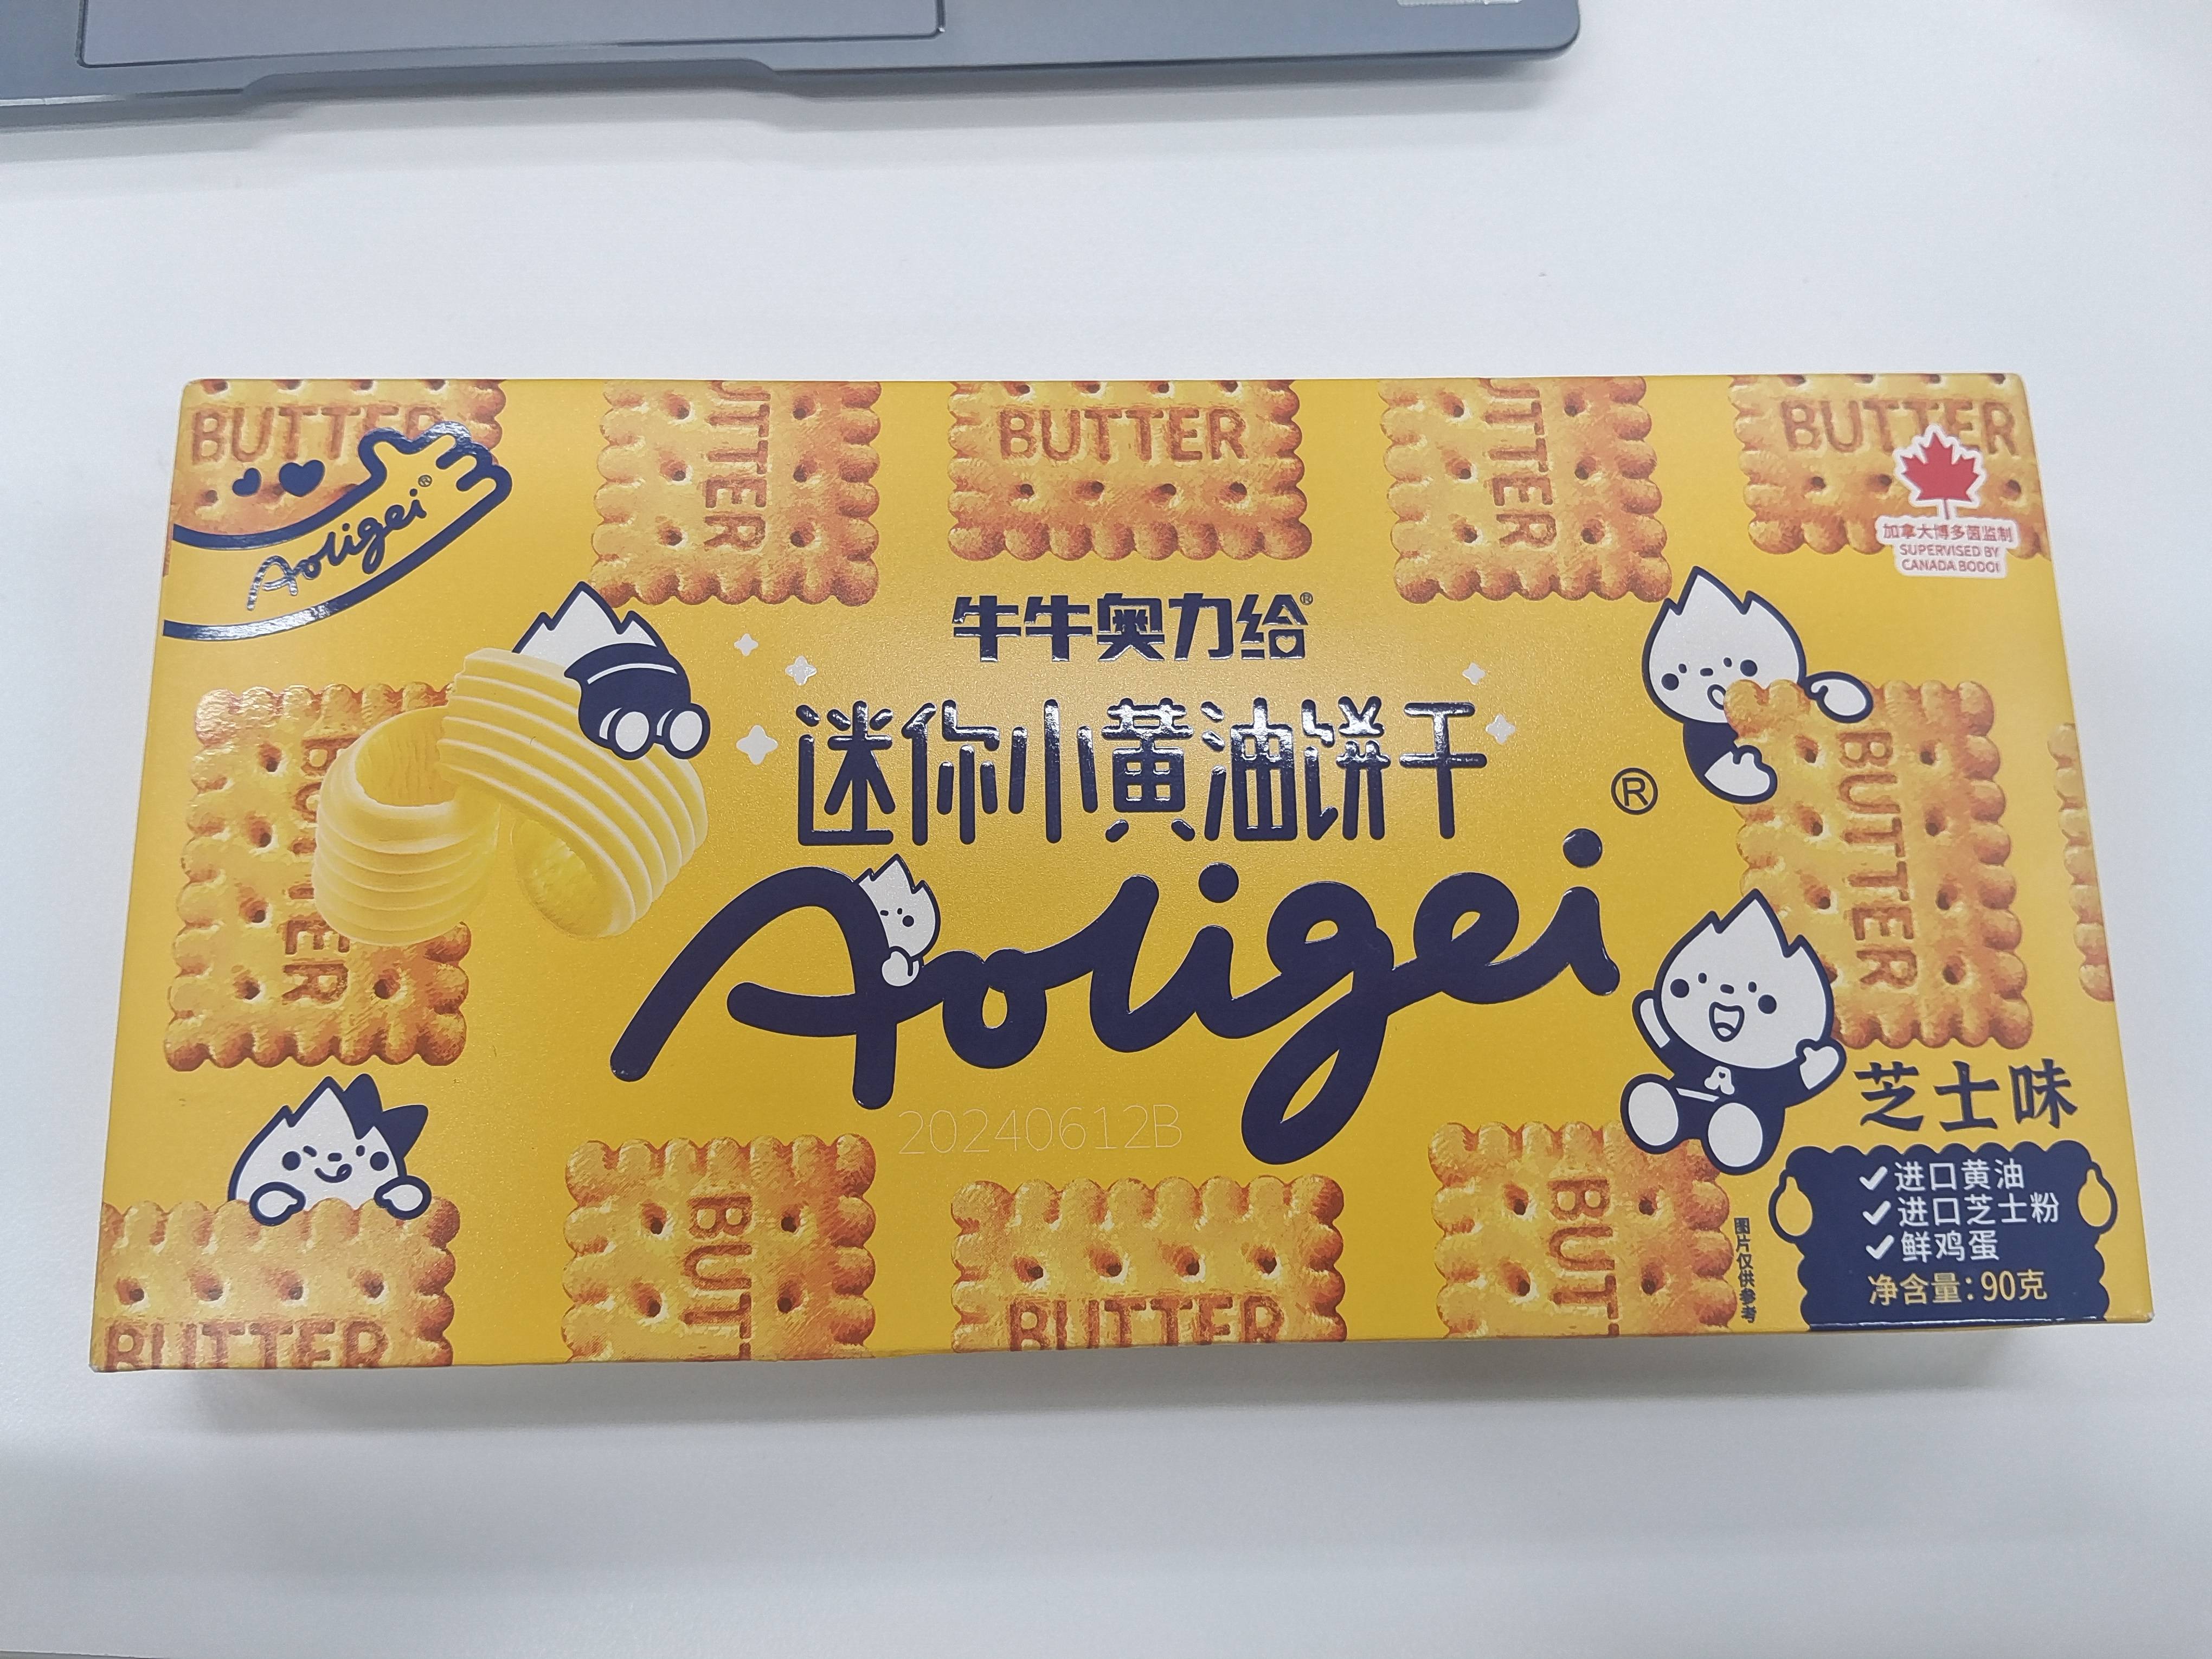 BUTTER
BUTTER
BUTTER
BUTTER
BUTTER
Aoligei®
加拿大博多茵监制
SUPERVISED BY
CANADA BODOI
牛牛奥力给®
迷你小黄油饼干
Aoligei®
BUTTER
BUTTER
20240612B
芝士味
✓进口黄油
✓进口芝士粉
✓鲜鸡蛋
净含量:90克
图片仅供参考
BUTTER
BUTT
BUTTER
BUTT